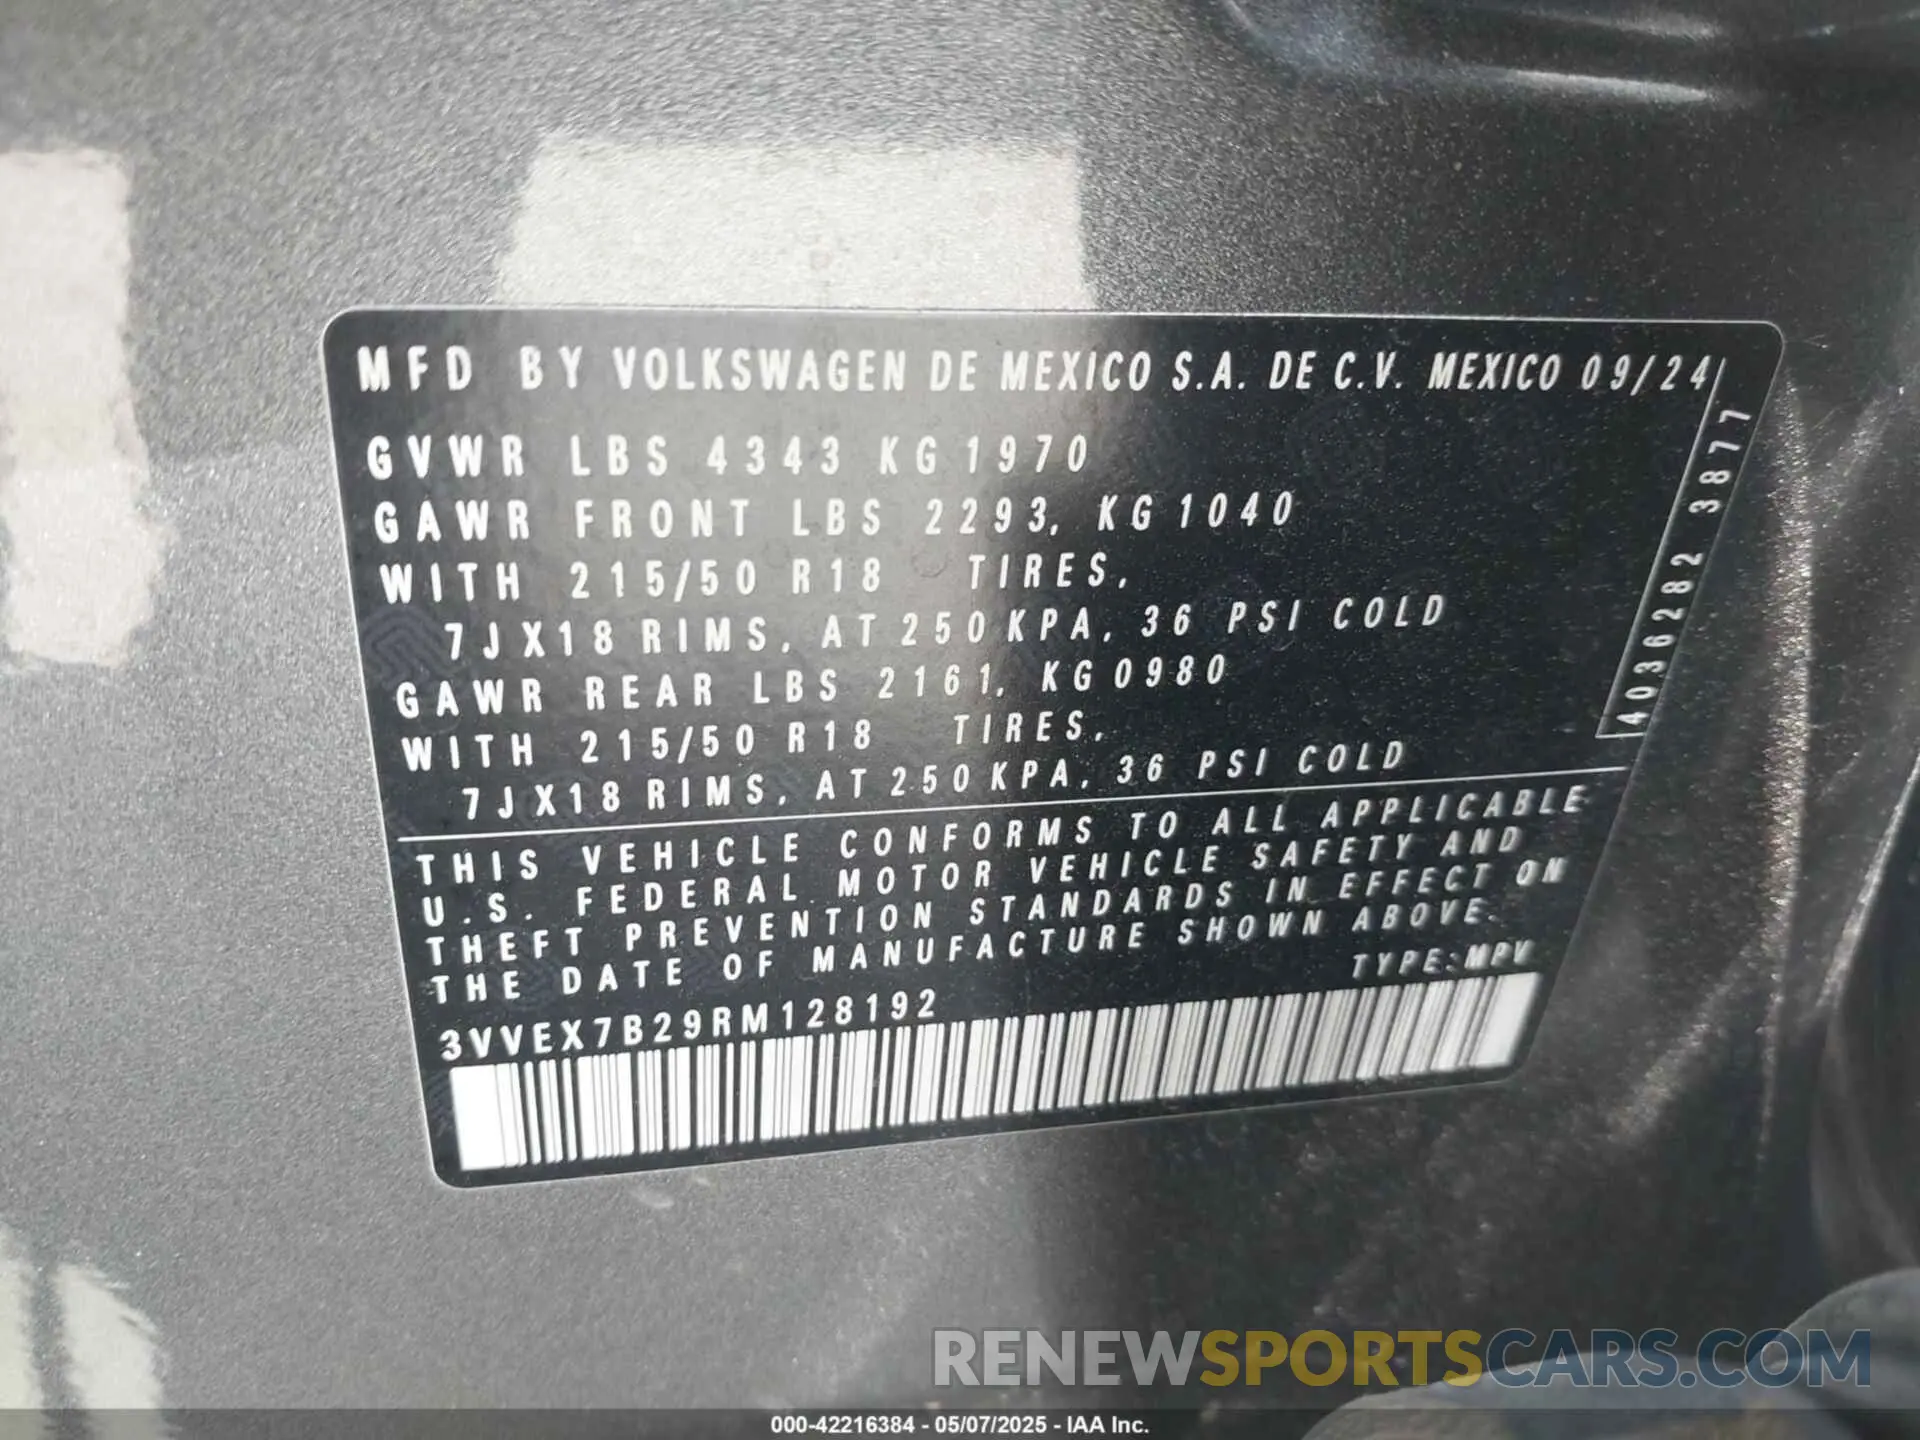 MFD BY VOLKSWAGEN DE MEXICO S.A. DE C.V. MEXICO 09/24
GVWR LBS 4343 KG 1970
GAWR FRONT LBS 2293, KG 1040
WITH 215/50 R18 TIRES,
7J X18 RIMS, AT 250 KPA, 36 PSI COLD
GAWR REAR LBS 2161, KG 0980
WITH 215/50 R18 TIRES,
7J X18 RIMS, AT 250 KPA, 36 PSI COLD
4036282 3877
THIS VEHICLE CONFORMS TO ALL APPLICABLE
U.S. FEDERAL MOTOR VEHICLE SAFETY AND
THEFT PREVENTION STANDARDS IN EFFECT ON
THE DATE OF MANUFACTURE SHOWN ABOVE.
TYPE:MPV
3VVEX7B29RM128192
RENEWSPORTSCARS.COM
000-42216384 - 05/07/2025 - IAA Inc.